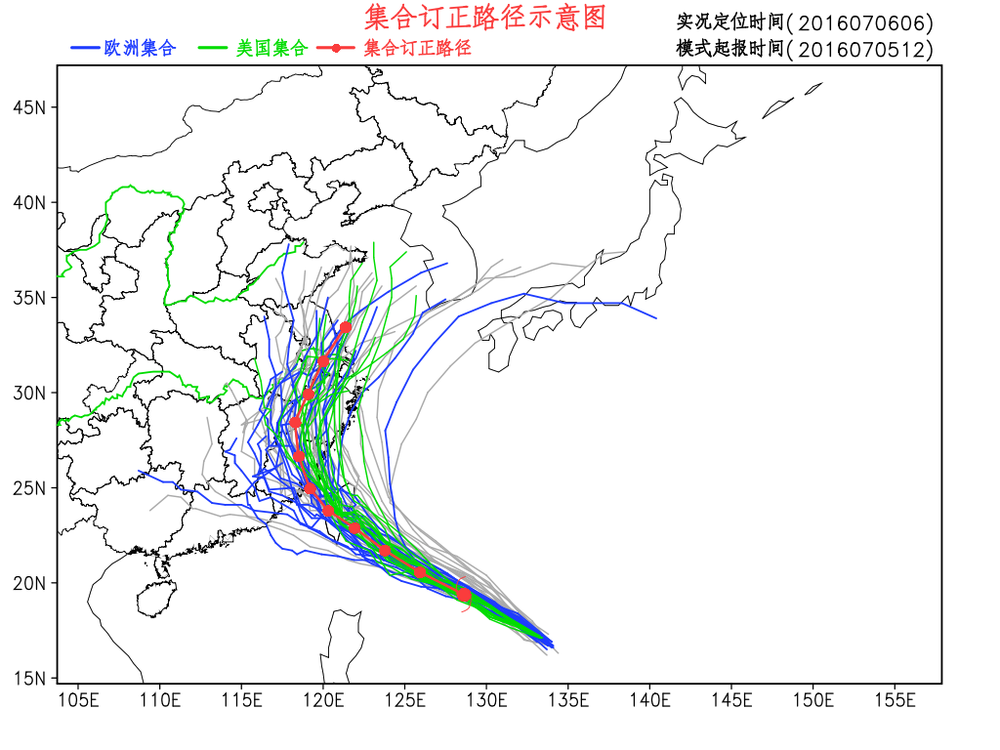 集合订正路径示意图
实况定位时间(2016070606)
欧洲集合 美国集合 集合订正路径
模式起报时间(2016070512)
45N
40N
35N
30N
25N
20N
15N
105E 110E 115E 120E 125E 130E 135E 140E 145E 150E 155E